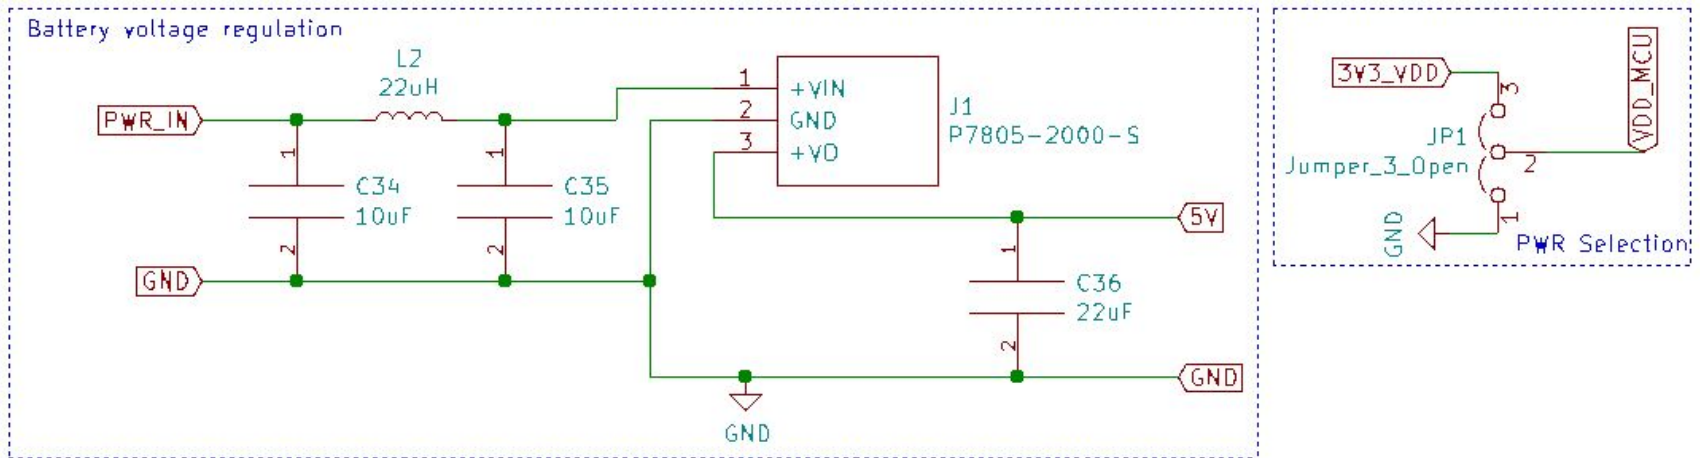 Battery voltage regulation
L2
22uH
PWR_IN
1
2
C34
10uF
1
2
C35
10uF
GND
1
2
3
+VIN
GND
+VO
J1
P7805-2000-S
5V
1
2
C36
22uF
GND
GND
3V3_VDD
3
VDD_MCU
JP1
Jumper_3_Open
2
1
GND
PWR Selection